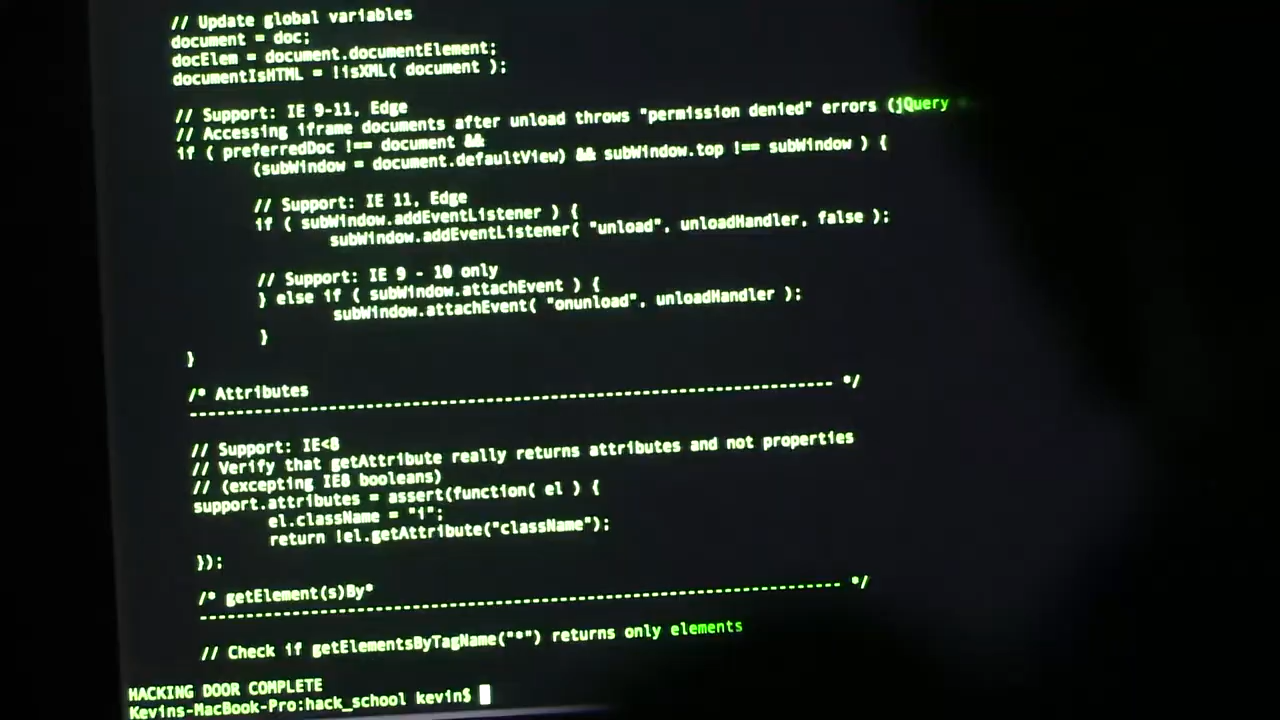 // Update global variables
document = doc;
docElem = document.documentElement;
documentIsHTML = !isXML( document );
// Support: IE 9-11, Edge
// Accessing iframe documents after unload throws "permission denied" errors (jQuery
if ( preferredDoc !== document &&
(subWindow = document.defaultView) && subWindow.top !== subWindow ) {
// Support: IE 11, Edge
if ( subWindow.addEventListener ) {
subWindow.addEventListener( "unload", unloadHandler, false );
// Support: IE 9 - 10 only
} else if ( subWindow.attachEvent ) {
subWindow.attachEvent( "onunload", unloadHandler );
}
}
/* Attributes
---------------------------------------------------------------------- */
// Support: IE<8
// Verify that getAttribute really returns attributes and not properties
// (excepting IE8 booleans)
support.attributes = assert(function( el ) {
el.className = "i";
return !el.getAttribute("className");
});
/* getElement(s)By*
---------------------------------------------------------------------- */
// Check if getElementsByTagName("*") returns only elements
HACKING DOOR COMPLETE
Kevins-MacBook-Pro:hack_school kevin$